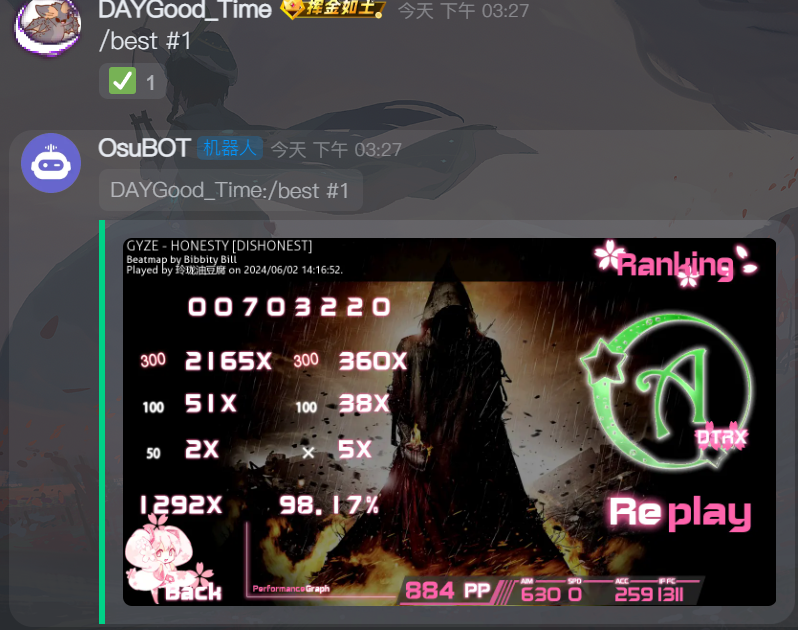 DAYGood_Time 挥金如土 今天 下午 03:27
/best #1
✅ 1
OsuBOT 机器人 今天 下午 03:27
DAYGood_Time:/best #1
GYZE - HONESTY [DISHONEST]
Beatmap by Bibbity Bill
Played by 玲珑油豆腐 on 2024/06/02 14:16:52.
Ranking
00703220
300 2165X 300 360X
100 51X 100 38X
50 2X × 5X
A
DTRX
1292X 98.17%
Replay
Back
PerformanceGraph
884 PP
AIM SPD ACC IF FC
630 0 259 1311